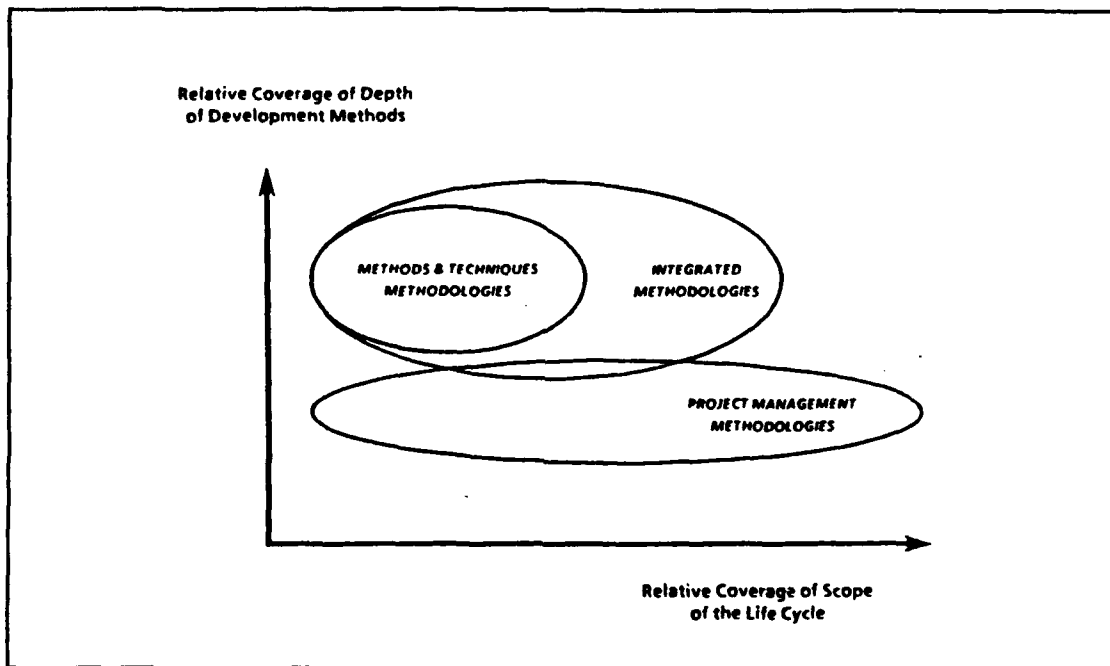 Relative Coverage of Depth
of Development Methods
METHODS & TECHNIQUES
METHODOLOGIES
INTEGRATED
METHODOLOGIES
PROJECT MANAGEMENT
METHODOLOGIES
Relative Coverage of Scope
of the Life Cycle